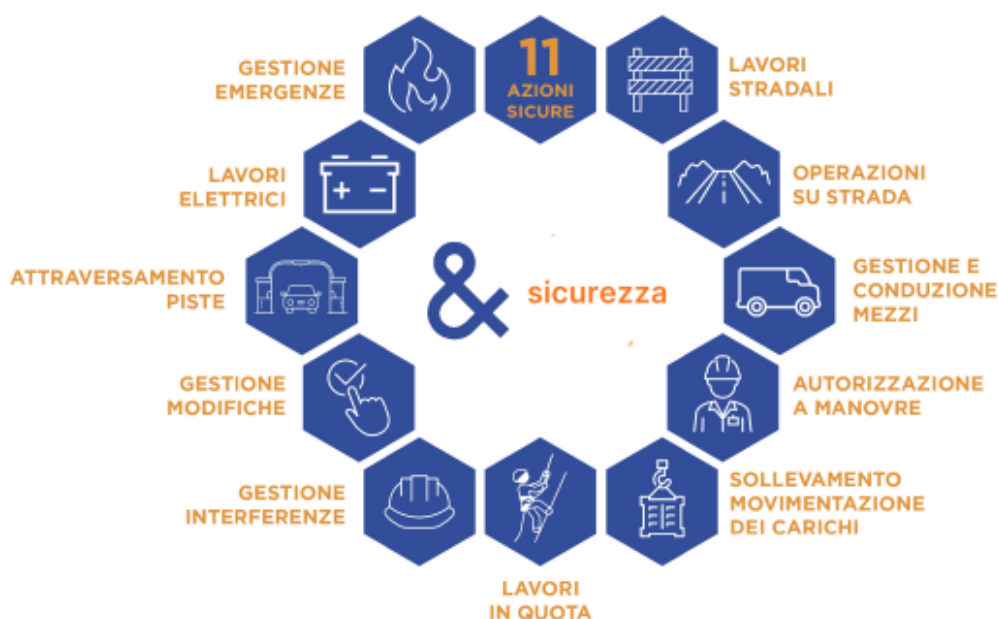 11
AZIONI
SICURE
LAVORI
STRADALI
OPERAZIONI
SU STRADA
GESTIONE E
CONDUZIONE
MEZZI
AUTORIZZAZIONE
A MANOVRE
SOLLEVAMENTO
MOVIMENTAZIONE
DEI CARICHI
LAVORI
IN QUOTA
GESTIONE
INTERFERENZE
GESTIONE
MODIFICHE
ATTRAVERSAMENTO
PISTE
LAVORI
ELETTRICI
GESTIONE
EMERGENZE
& sicurezza